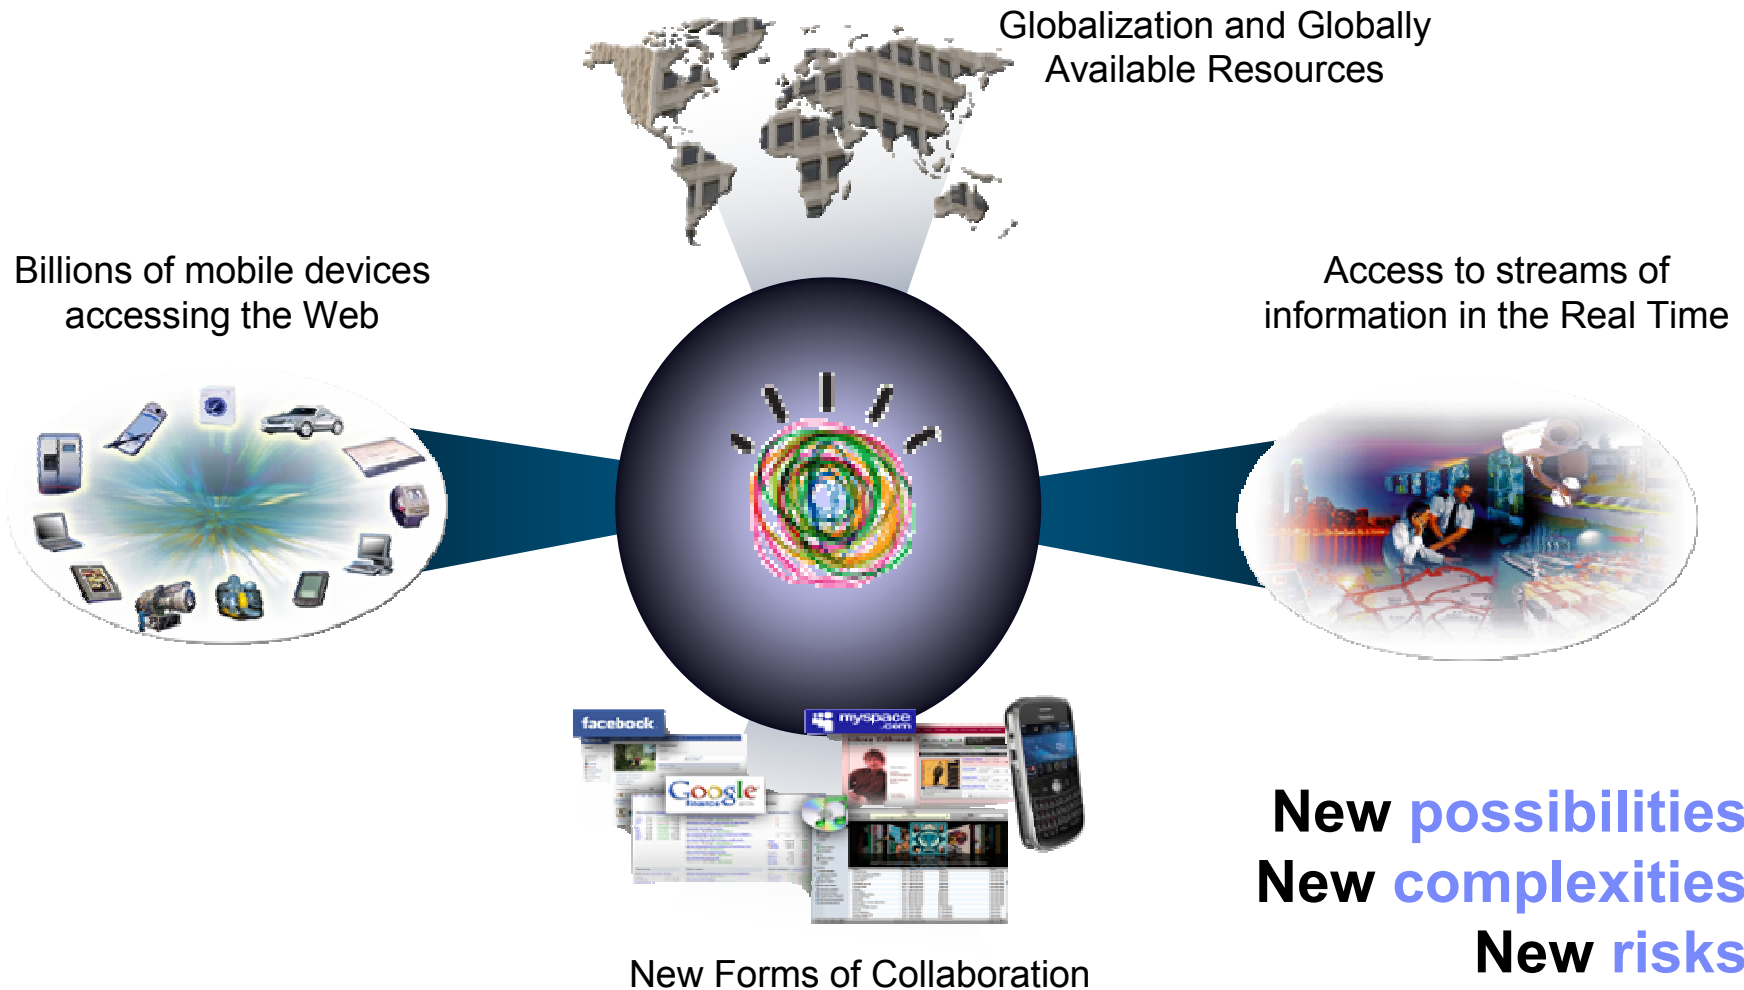 Globalization and Globally
Available Resources
Billions of mobile devices
accessing the Web
Access to streams of
information in the Real Time
facebook
myspace
.com
Google
finance
New Forms of Collaboration
New possibilities
New complexities
New risks